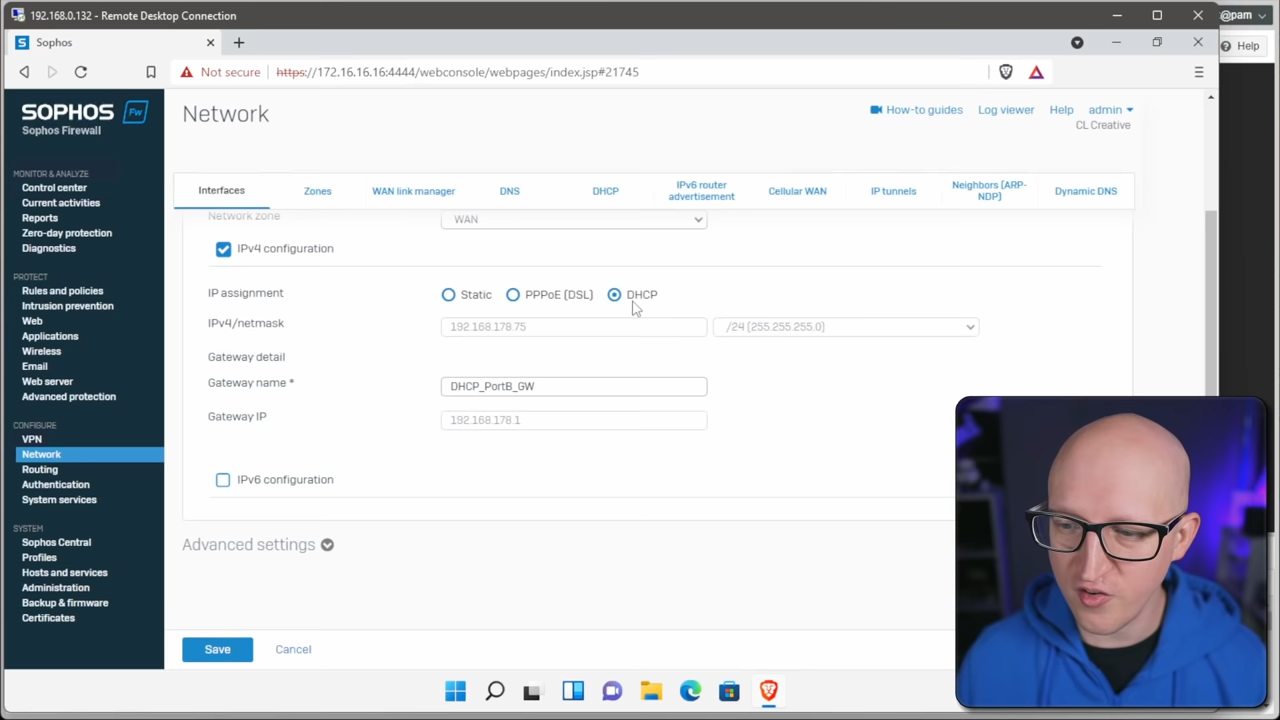 192.168.0.132 - Remote Desktop Connection
@pam
Sophos
Help
Not secure https://172.16.16.16:4444/webconsole/webpages/index.jsp#21745
SOPHOS Fw
Sophos Firewall
MONITOR & ANALYZE
Control center
Current activities
Reports
Zero-day protection
Diagnostics
PROTECT
Rules and policies
Intrusion prevention
Web
Applications
Wireless
Email
Web server
Advanced protection
CONFIGURE
VPN
Network
Routing
Authentication
System services
SYSTEM
Sophos Central
Profiles
Hosts and services
Administration
Backup & firmware
Certificates
Network
How-to guides Log viewer Help admin
CL Creative
Interfaces Zones WAN link manager DNS DHCP IPv6 router advertisement Cellular WAN IP tunnels Neighbors (ARP-NDP) Dynamic DNS
Network zone WAN
IPv4 configuration
IP assignment Static PPPoE (DSL) DHCP
IPv4/netmask 192.168.178.75 /24 (255.255.255.0)
Gateway detail
Gateway name * DHCP_PortB_GW
Gateway IP 192.168.178.1
IPv6 configuration
Advanced settings
Save Cancel